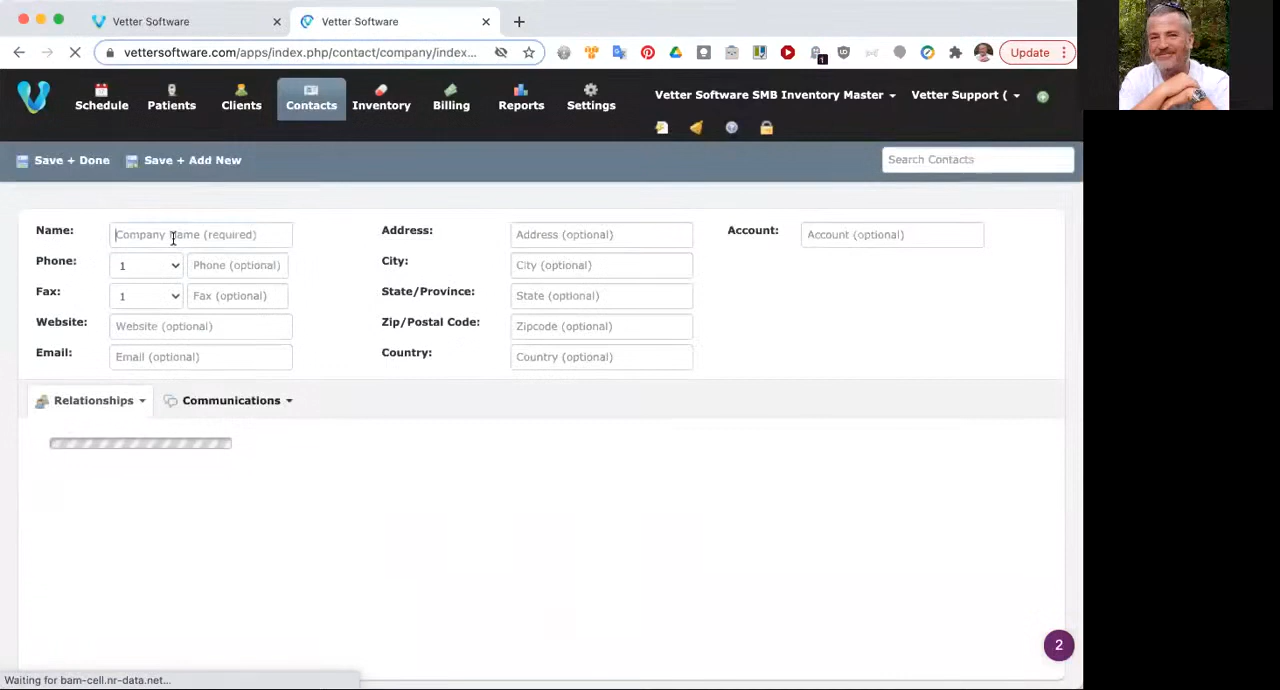 Vetter Software
Vetter Software
vettersoftware.com/apps/index.php/contact/company/index...
1
Update
Schedule
Patients
Clients
Contacts
Inventory
Billing
Reports
Settings
Vetter Software SMB Inventory Master
Vetter Support (
Save + Done
Save + Add New
Search Contacts
Name:
Company Name (required)
Address:
Address (optional)
Account:
Account (optional)
Phone:
1
Phone (optional)
City:
City (optional)
Fax:
1
Fax (optional)
State/Province:
State (optional)
Website:
Website (optional)
Zip/Postal Code:
Zipcode (optional)
Email:
Email (optional)
Country:
Country (optional)
Relationships
Communications
2
Waiting for bam-cell.nr-data.net...